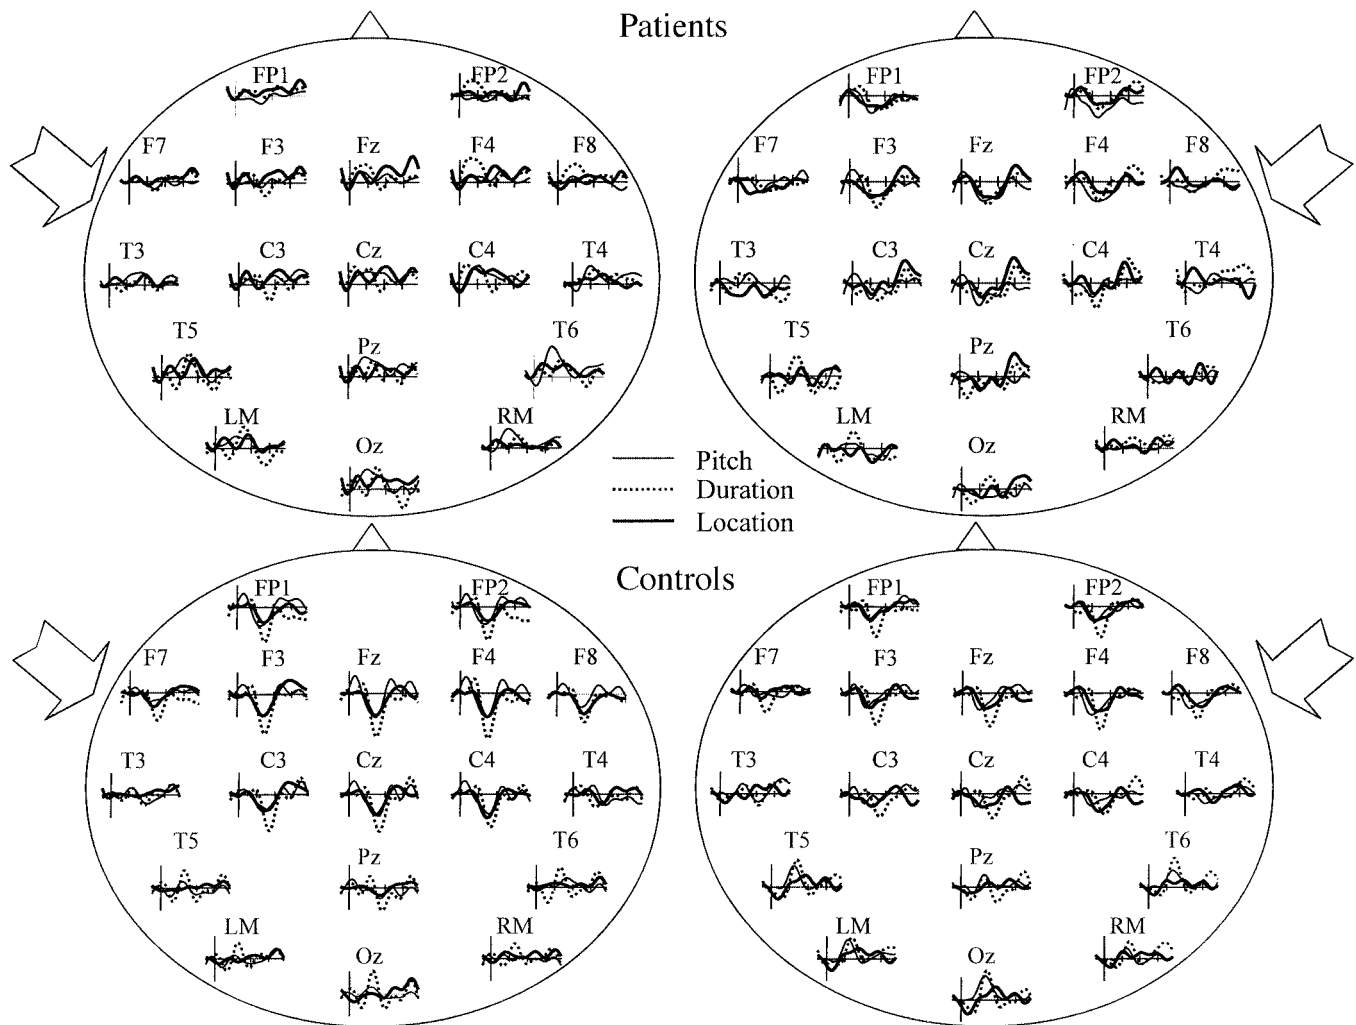 Patients
FP1 FP2 FP1 FP2
F7 F3 Fz F4 F8 F7 F3 Fz F4 F8
T3 C3 Cz C4 T4 T3 C3 Cz C4 T4
T5 Pz T6 T5 Pz T6
LM Oz RM LM Oz RM
Pitch
Duration
Location
Controls
FP1 FP2 FP1 FP2
F7 F3 Fz F4 F8 F7 F3 Fz F4 F8
T3 C3 Cz C4 T4 T3 C3 Cz C4 T4
T5 Pz T6 T5 Pz T6
LM Oz RM LM Oz RM